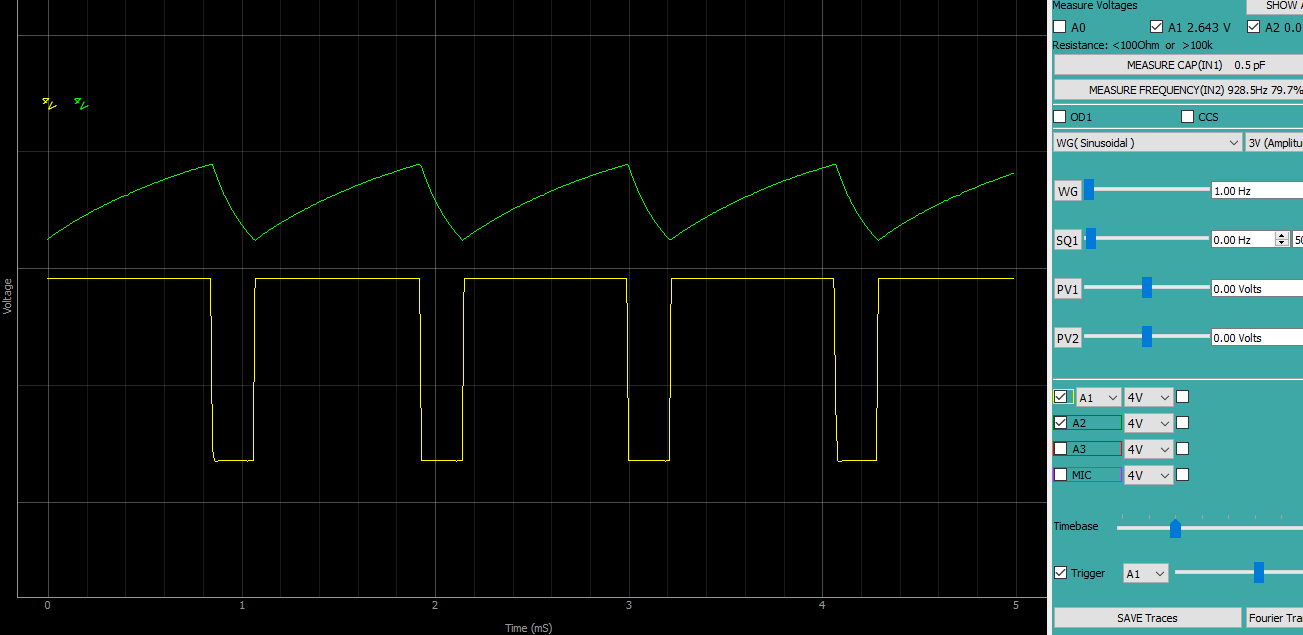 Measure Voltages
SHOW
A0
A1 2.643 V
A2 0.0
Resistance: <100Ohm or >100k
MEASURE CAP(IN1) 0.5 pF
MEASURE FREQUENCY(IN2) 928.5Hz 79.7%
OD1
CCS
WG( Sinusoidal )
3V (Amplitu
WG
1.00 Hz
SQ1
0.00 Hz
50
PV1
0.00 Volts
PV2
0.00 Volts
A1
4V
A2
4V
A3
4V
MIC
4V
Timebase
Trigger
A1
SAVE Traces
Fourier Tra
Voltage
0 1 2 3 4 5
Time (mS)